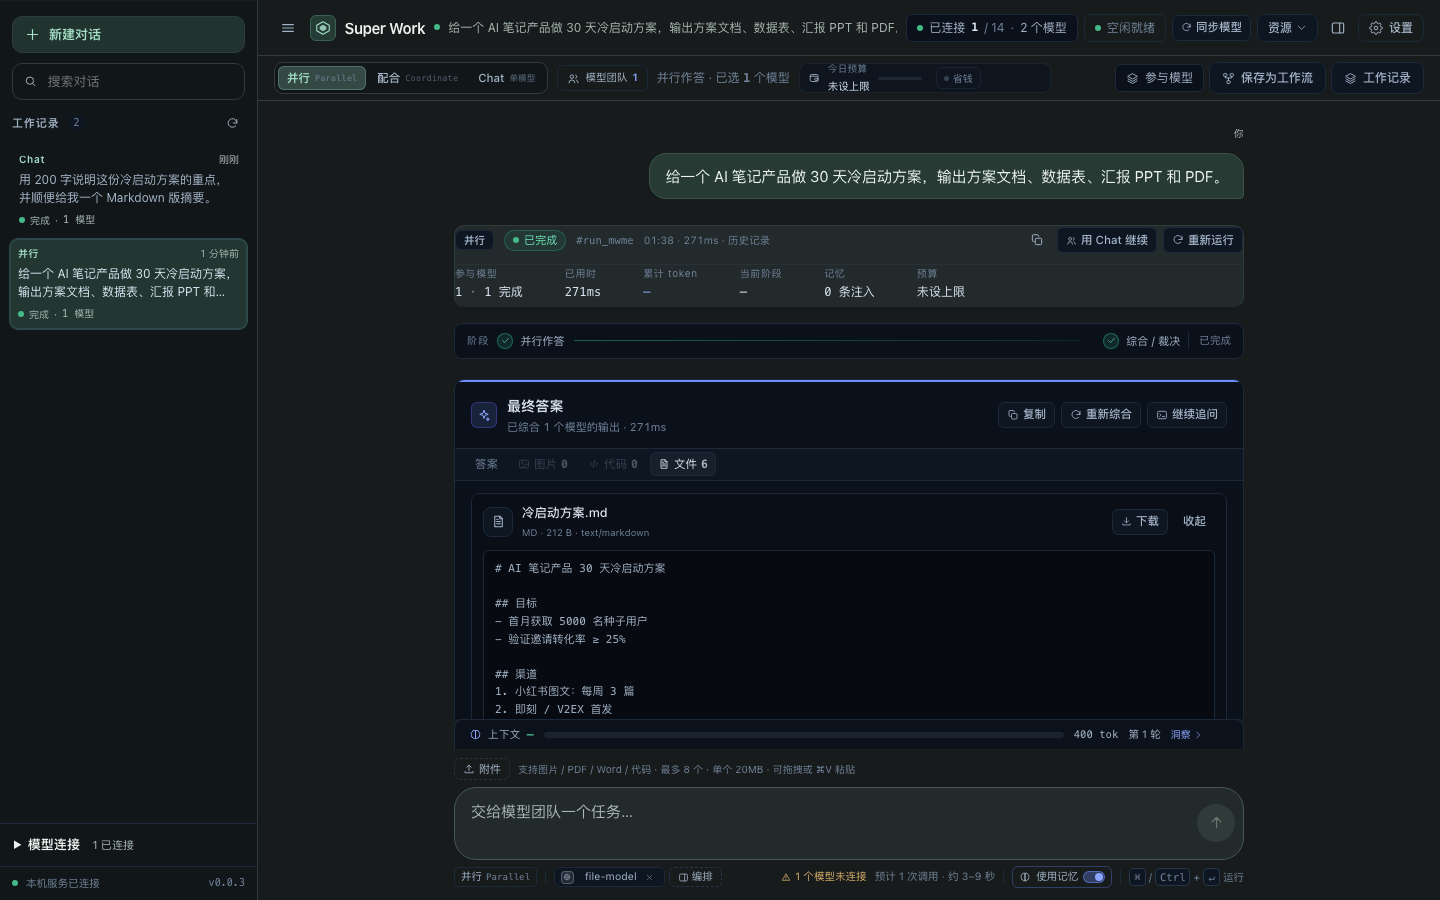 新建对话
搜索对话
工作记录 2
Chat 刚刚
用 200 字说明这份冷启动方案的重点，
并顺便给我一个 Markdown 版摘要。
完成 · 1 模型
并行 1 分钟前
给一个 AI 笔记产品做 30 天冷启动方案，
输出方案文档、数据表、汇报 PPT 和...
完成 · 1 模型
模型连接 1 已连接
本机服务已连接 v0.0.3
Super Work 给一个 AI 笔记产品做 30 天冷启动方案，输出方案文档、数据表、汇报 PPT 和 PDF. 已连接 1 / 14 · 2 个模型 空闲就绪 同步模型 资源 设置
并行 Parallel 配合 Coordinate Chat 单模型 模型团队 1 并行作答 · 已选 1 个模型 今日预算 未设上限 省钱 参与模型 保存为工作流 工作记录
你
给一个 AI 笔记产品做 30 天冷启动方案，输出方案文档、数据表、汇报 PPT 和 PDF。
并行 已完成 #run_mwme 01:38 · 271ms · 历史记录 用 Chat 继续 重新运行
参与模型 已用时 累计 token 当前阶段 记忆 预算
1 · 1 完成 271ms — — 0 条注入 未设上限
阶段 并行作答 综合 / 裁决 已完成
最终答案
已综合 1 个模型的输出 · 271ms
复制 重新综合 继续追问
答案 图片 0 代码 0 文件 6
冷启动方案.md
MD · 212 B · text/markdown
下载 收起
# AI 笔记产品 30 天冷启动方案
## 目标
- 首月获取 5000 名种子用户
- 验证邀请转化率 ≥ 25%
## 渠道
1. 小红书图文：每周 3 篇
2. 即刻 / V2EX 首发
上下文 — 400 tok 第 1 轮 洞察
附件 支持图片 / PDF / Word / 代码 · 最多 8 个 · 单个 20MB · 可拖拽或 ⌘V 粘贴
交给模型团队一个任务...
并行 Parallel file-model × 编排 1 个模型未连接 预计 1 次调用 · 约 3–9 秒 使用记忆 ⌘ / Ctrl + ↵ 运行